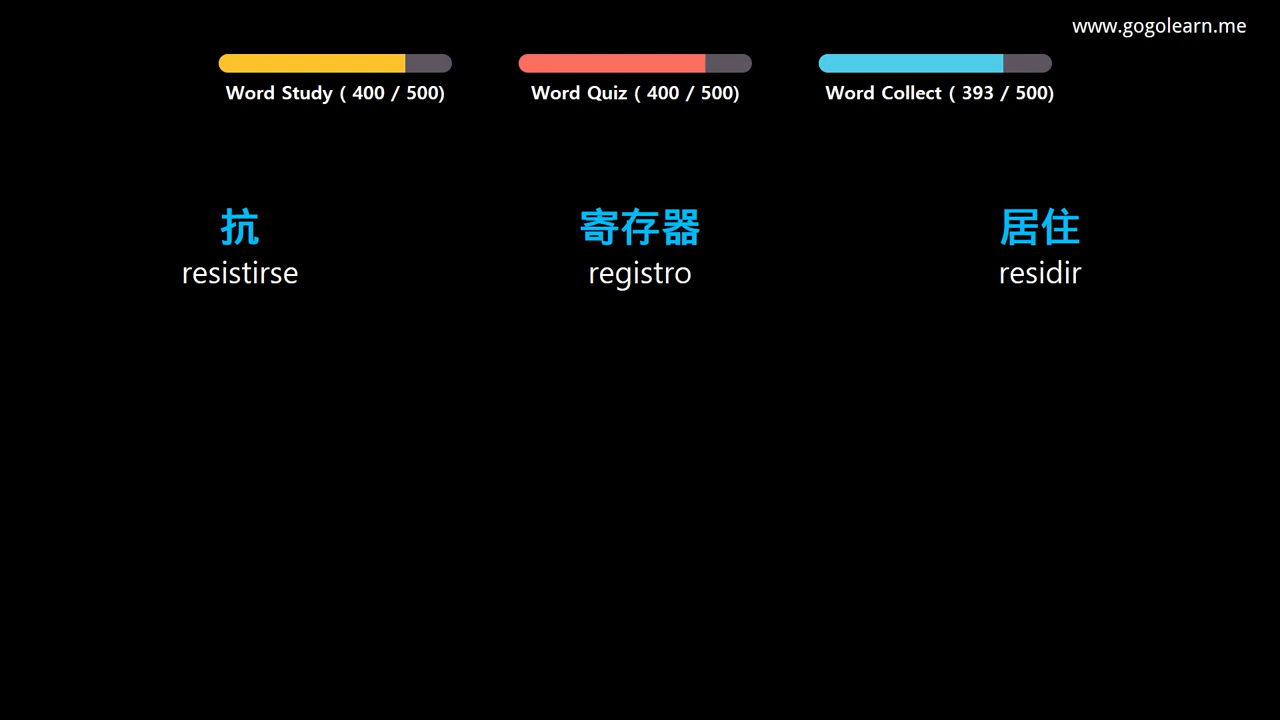 www.gogolearn.me
Word Study ( 400 / 500)
Word Quiz ( 400 / 500)
Word Collect ( 393 / 500)
抗
resistirse
寄存器
registro
居住
residir